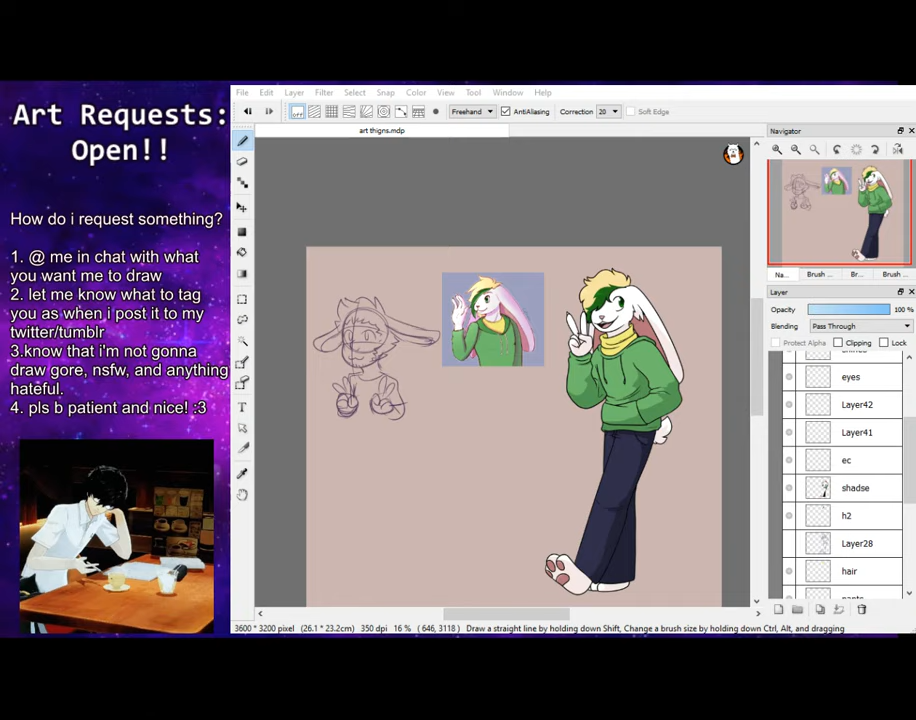 Art Requests:
Open!!
How do i request something?
1. @ me in chat with what
you want me to draw
2. let me know what to tag
you as when i post it to my
twitter/tumblr
3.know that i'm not gonna
draw gore, nsfw, and anything
hateful.
4. pls b patient and nice! :3
File Edit Layer Filter Select Snap Color View Tool Window Help
off Freehand AntiAliasing Correction 20 Soft Edge
art thigns.mdp
Navigator
Na... Brush ... Br... Brush ...
Layer
Opacity 100 %
Blending Pass Through
Protect Alpha Clipping Lock
eyes
Layer42
Layer41
ec
shadse
h2
Layer28
hair
3600 * 3200 pixel (26.1 * 23.2cm) 350 dpi 16 % ( 646, 3118 ) Draw a straight line by holding down Shift, Change a brush size by holding down Ctrl, Alt, and dragging